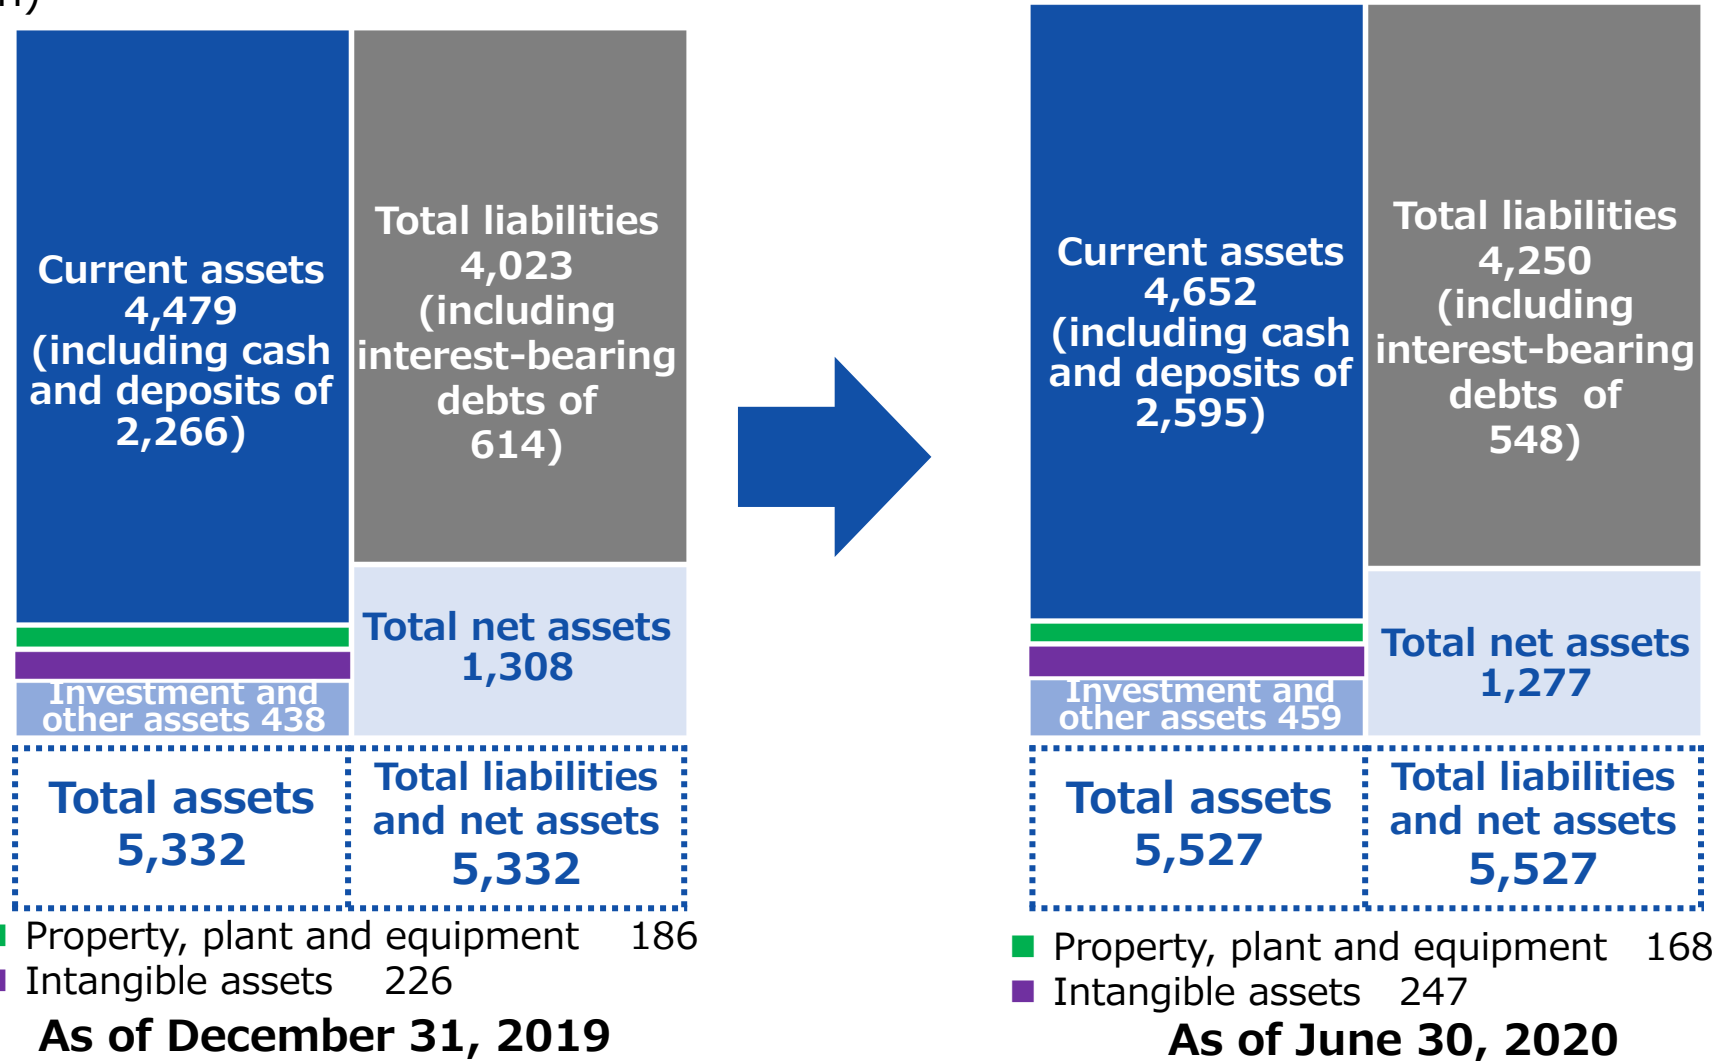 Current assets
4,479
(including cash
and deposits of
2,266)
Total liabilities
4,023
(including
interest-bearing
debts of
614)
Total net assets
1,308
Investment and
other assets 438
Total assets
5,332
Total liabilities
and net assets
5,332
Property, plant and equipment 186
Intangible assets 226
As of December 31, 2019
Current assets
4,652
(including cash
and deposits of
2,595)
Total liabilities
4,250
(including
interest-bearing
debts of
548)
Total net assets
1,277
Investment and
other assets 459
Total assets
5,527
Total liabilities
and net assets
5,527
Property, plant and equipment 168
Intangible assets 247
As of June 30, 2020